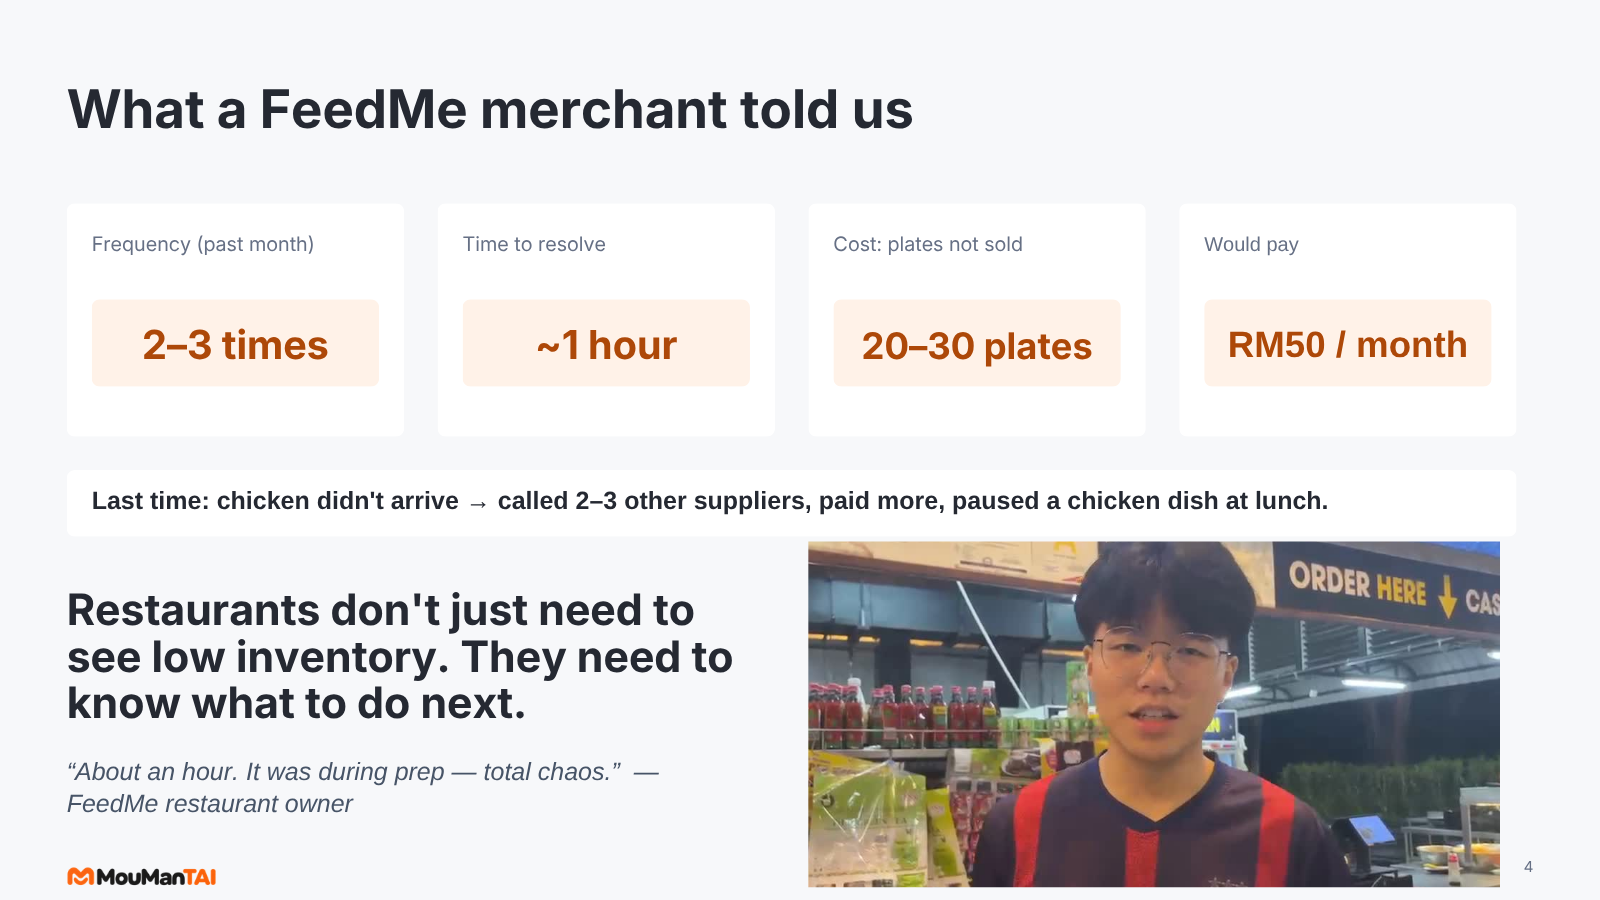 What a FeedMe merchant told us
Frequency (past month)
2–3 times
Time to resolve
~1 hour
Cost: plates not sold
20–30 plates
Would pay
RM50 / month
Last time: chicken didn't arrive → called 2–3 other suppliers, paid more, paused a chicken dish at lunch.
Restaurants don't just need to
see low inventory. They need to
know what to do next.
“About an hour. It was during prep — total chaos.” —
FeedMe restaurant owner
ORDER HERE
CAS
MouManTAI
4